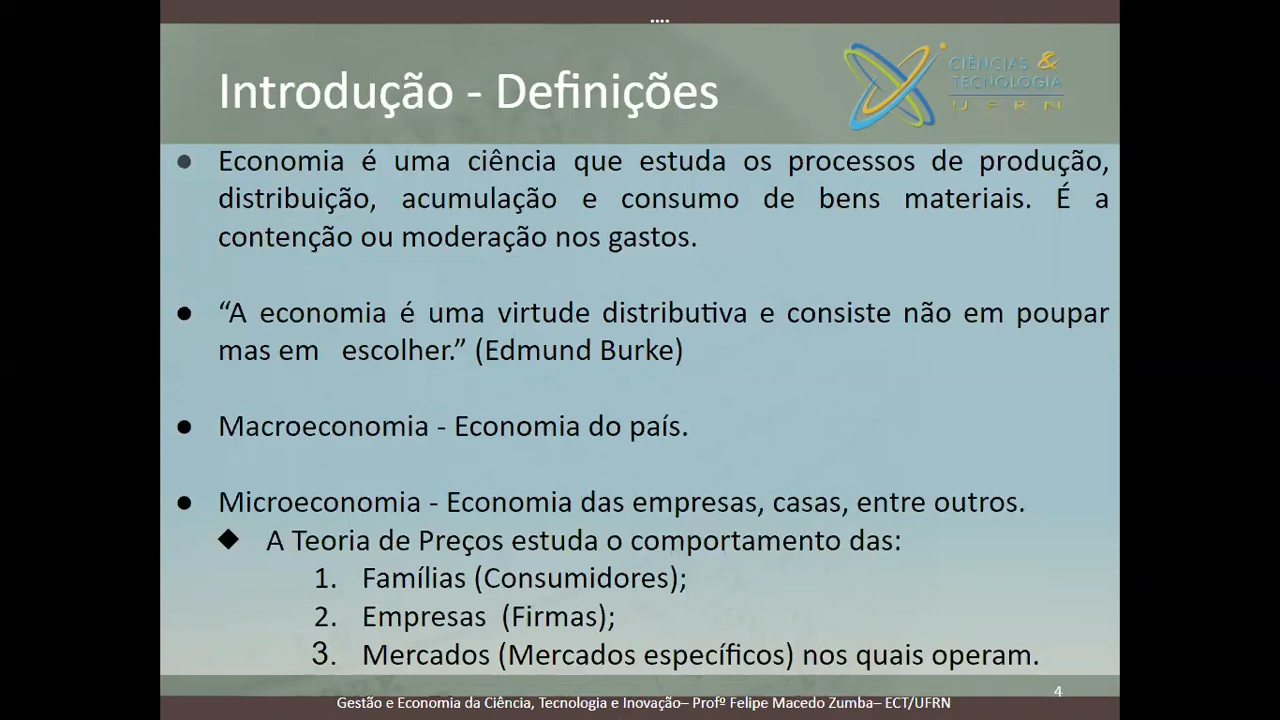 ....
Introdução - Definições
CIÊNCIAS &
TECNOLOGIA
UFRN
● Economia é uma ciência que estuda os processos de produção,
distribuição, acumulação e consumo de bens materiais. É a
contenção ou moderação nos gastos.
● “A economia é uma virtude distributiva e consiste não em poupar
mas em escolher.” (Edmund Burke)
● Macroeconomia - Economia do país.
● Microeconomia - Economia das empresas, casas, entre outros.
◆ A Teoria de Preços estuda o comportamento das:
1. Famílias (Consumidores);
2. Empresas (Firmas);
3. Mercados (Mercados específicos) nos quais operam.
4
Gestão e Economia da Ciência, Tecnologia e Inovação– Profº Felipe Macedo Zumba– ECT/UFRN